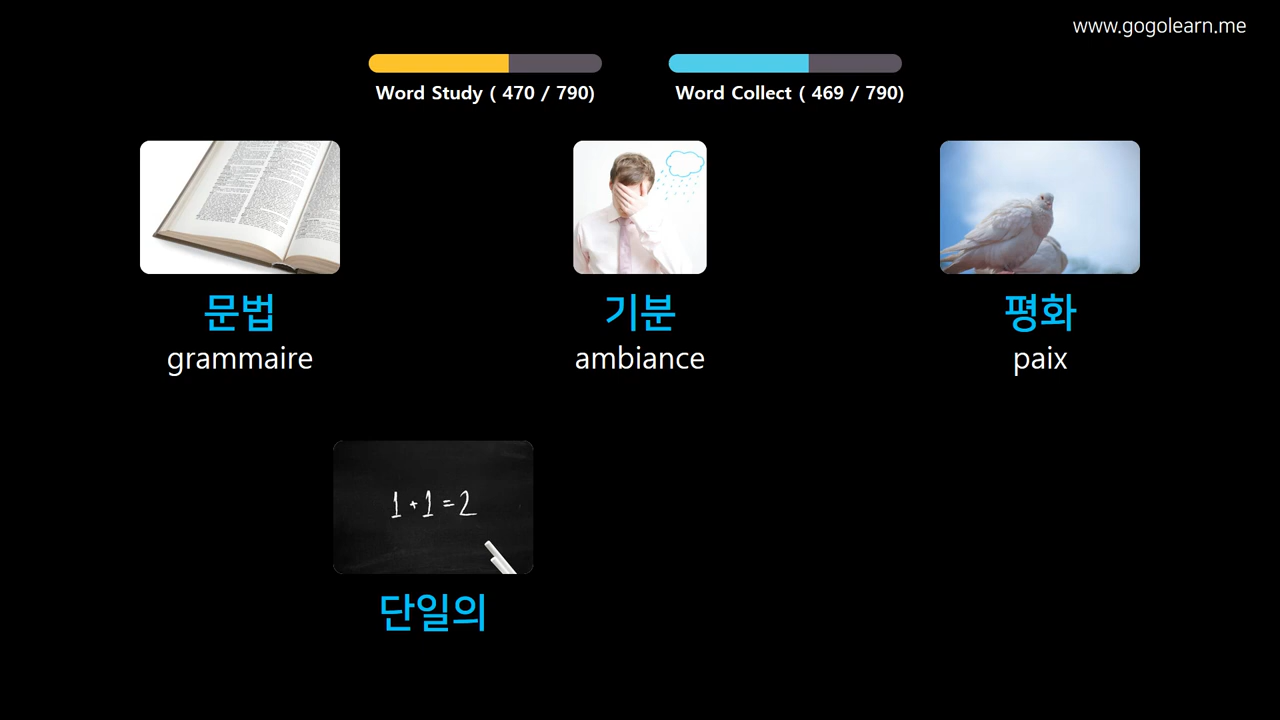 www.gogolearn.me
Word Study ( 470 / 790)
Word Collect ( 469 / 790)
문법
grammaire
기분
ambiance
평화
paix
1+1=2
단일의